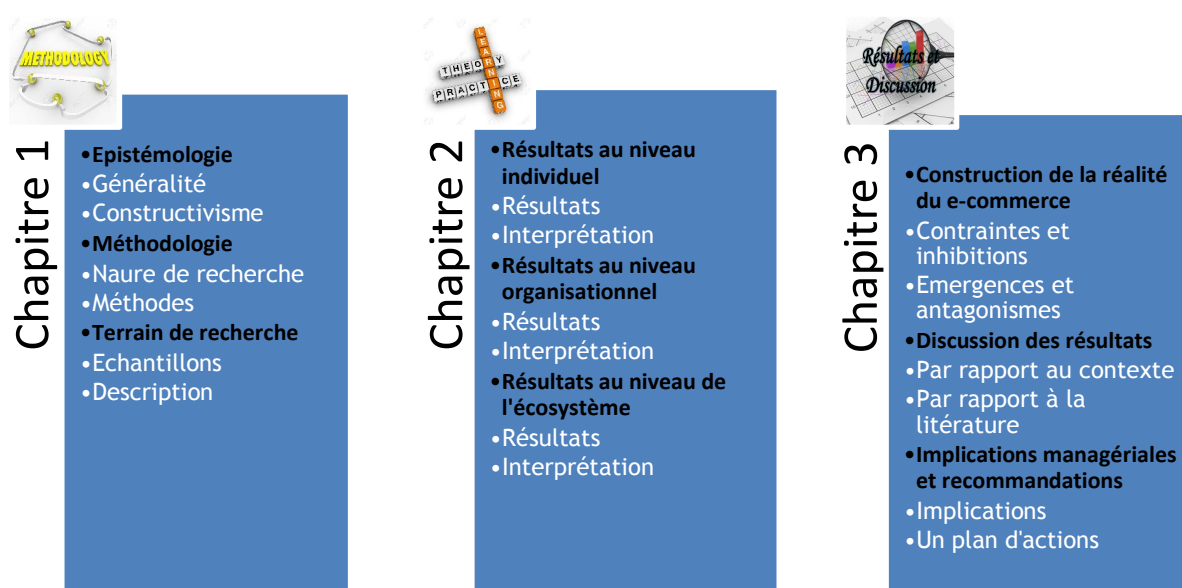 METHODOLOGY
Chapitre 1
•Epistémologie
•Généralité
•Constructivisme
•Méthodologie
•Naure de recherche
•Méthodes
•Terrain de recherche
•Echantillons
•Description
LEARNING
THEORY
PRACTICE
Chapitre 2
•Résultats au niveau
individuel
•Résultats
•Interprétation
•Résultats au niveau
organisationnel
•Résultats
•Interprétation
•Résultats au niveau de
l'écosystème
•Résultats
•Interprétation
Résultats et
Discussion
Chapitre 3
•Construction de la réalité
du e-commerce
•Contraintes et
inhibitions
•Emergences et
antagonismes
•Discussion des résultats
•Par rapport au contexte
•Par rapport à la
litérature
•Implications managériales
et recommandations
•Implications
•Un plan d'actions